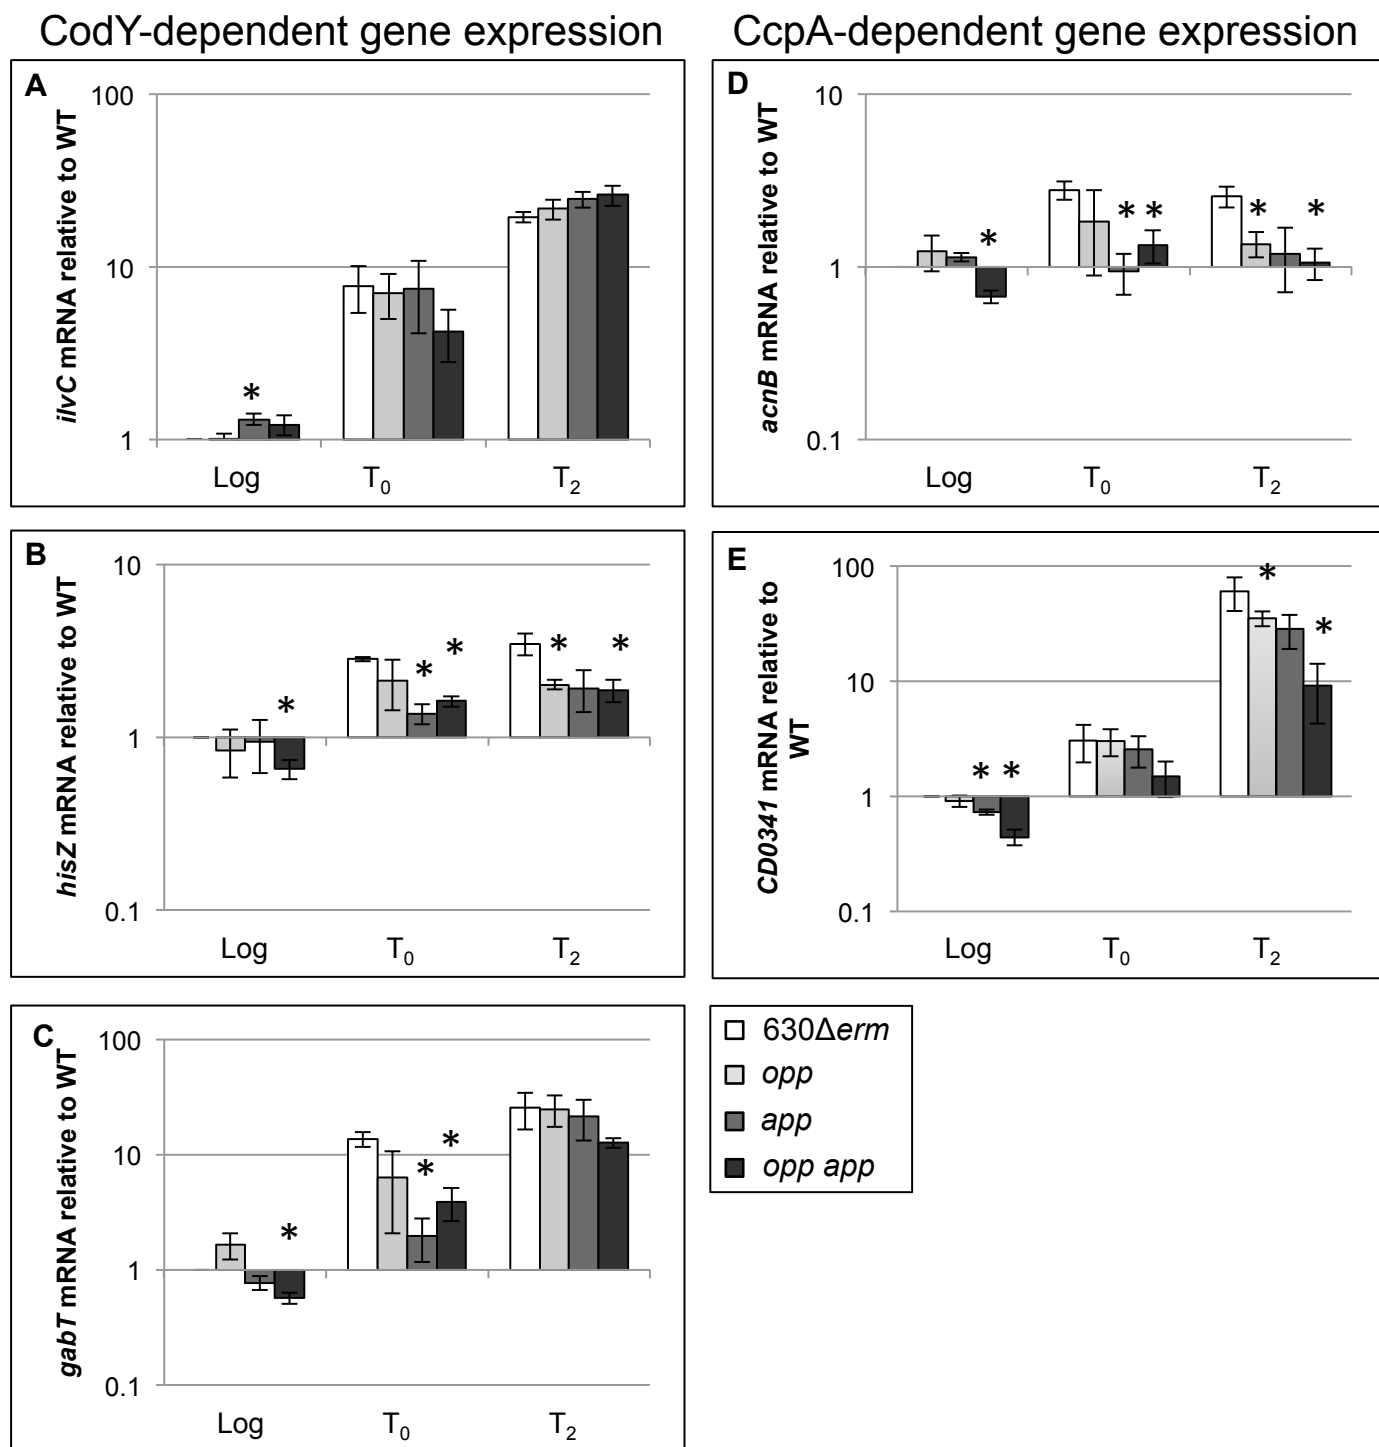 CodY-dependent gene expression
CcpA-dependent gene expression
A
ilvC mRNA relative to WT
100
10
1
*
Log
T0
T2
D
acnB mRNA relative to WT
10
1
0.1
*
* *
*
*
Log
T0
T2
B
hisZ mRNA relative to WT
10
1
0.1
*
*
*
*
*
Log
T0
T2
E
CD0341 mRNA relative to
WT
100
10
1
0.1
* *
*
*
Log
T0
T2
C
gabT mRNA relative to WT
100
10
1
0.1
*
*
*
Log
T0
T2
630Δerm
opp
app
opp app